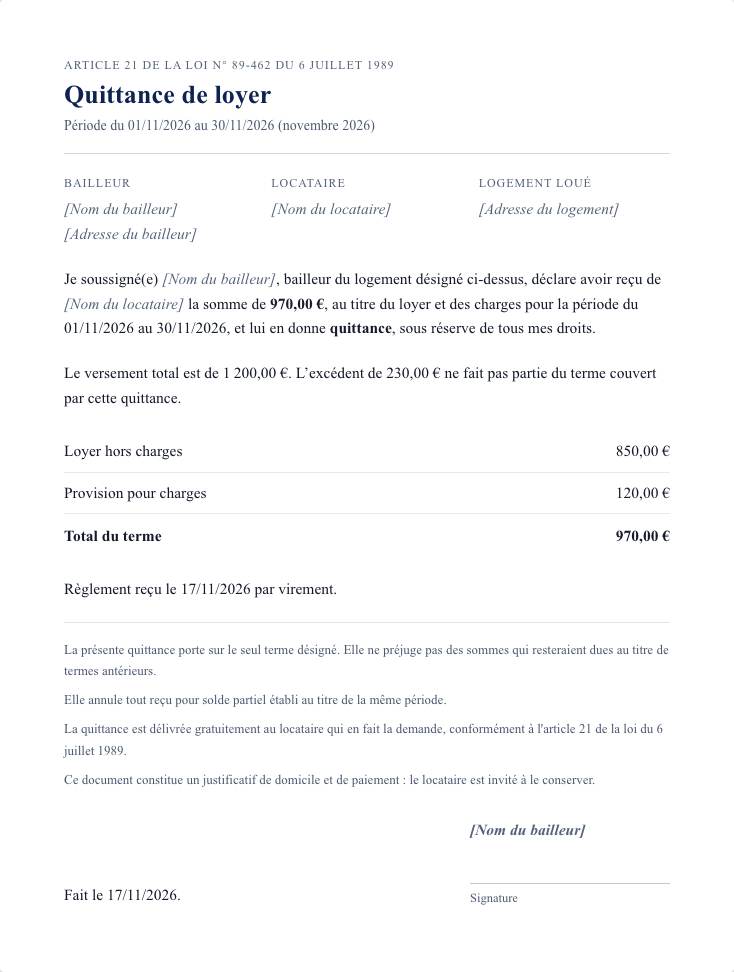 ARTICLE 21 DE LA LOI N° 89-462 DU 6 JUILLET 1989
Quittance de loyer
Période du 01/11/2026 au 30/11/2026 (novembre 2026)
BAILLEUR
[Nom du bailleur]
[Adresse du bailleur]
LOCATAIRE
[Nom du locataire]
LOGEMENT LOUÉ
[Adresse du logement]
Je soussigné(e) [Nom du bailleur], bailleur du logement désigné ci-dessus, déclare avoir reçu de
[Nom du locataire] la somme de 970,00 €, au titre du loyer et des charges pour la période du
01/11/2026 au 30/11/2026, et lui en donne quittance, sous réserve de tous mes droits.
Le versement total est de 1 200,00 €. L’excédent de 230,00 € ne fait pas partie du terme couvert
par cette quittance.
Loyer hors charges 850,00 €
Provision pour charges 120,00 €
Total du terme 970,00 €
Règlement reçu le 17/11/2026 par virement.
La présente quittance porte sur le seul terme désigné. Elle ne préjuge pas des sommes qui resteraient dues au titre de
termes antérieurs.
Elle annule tout reçu pour solde partiel établi au titre de la même période.
La quittance est délivrée gratuitement au locataire qui en fait la demande, conformément à l'article 21 de la loi du 6
juillet 1989.
Ce document constitue un justificatif de domicile et de paiement : le locataire est invité à le conserver.
[Nom du bailleur]
Fait le 17/11/2026.
Signature